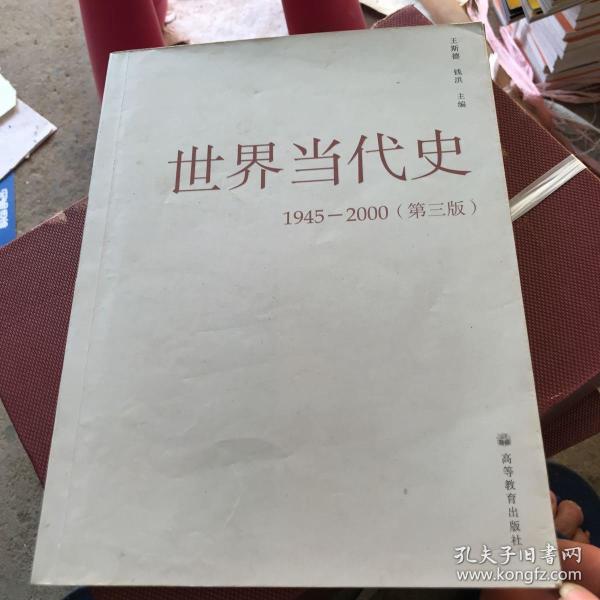 王斯德 钱洪 主编
世界当代史
1945－2000（第三版）
高等教育出版社
孔夫子旧书网
www.kongfz.com